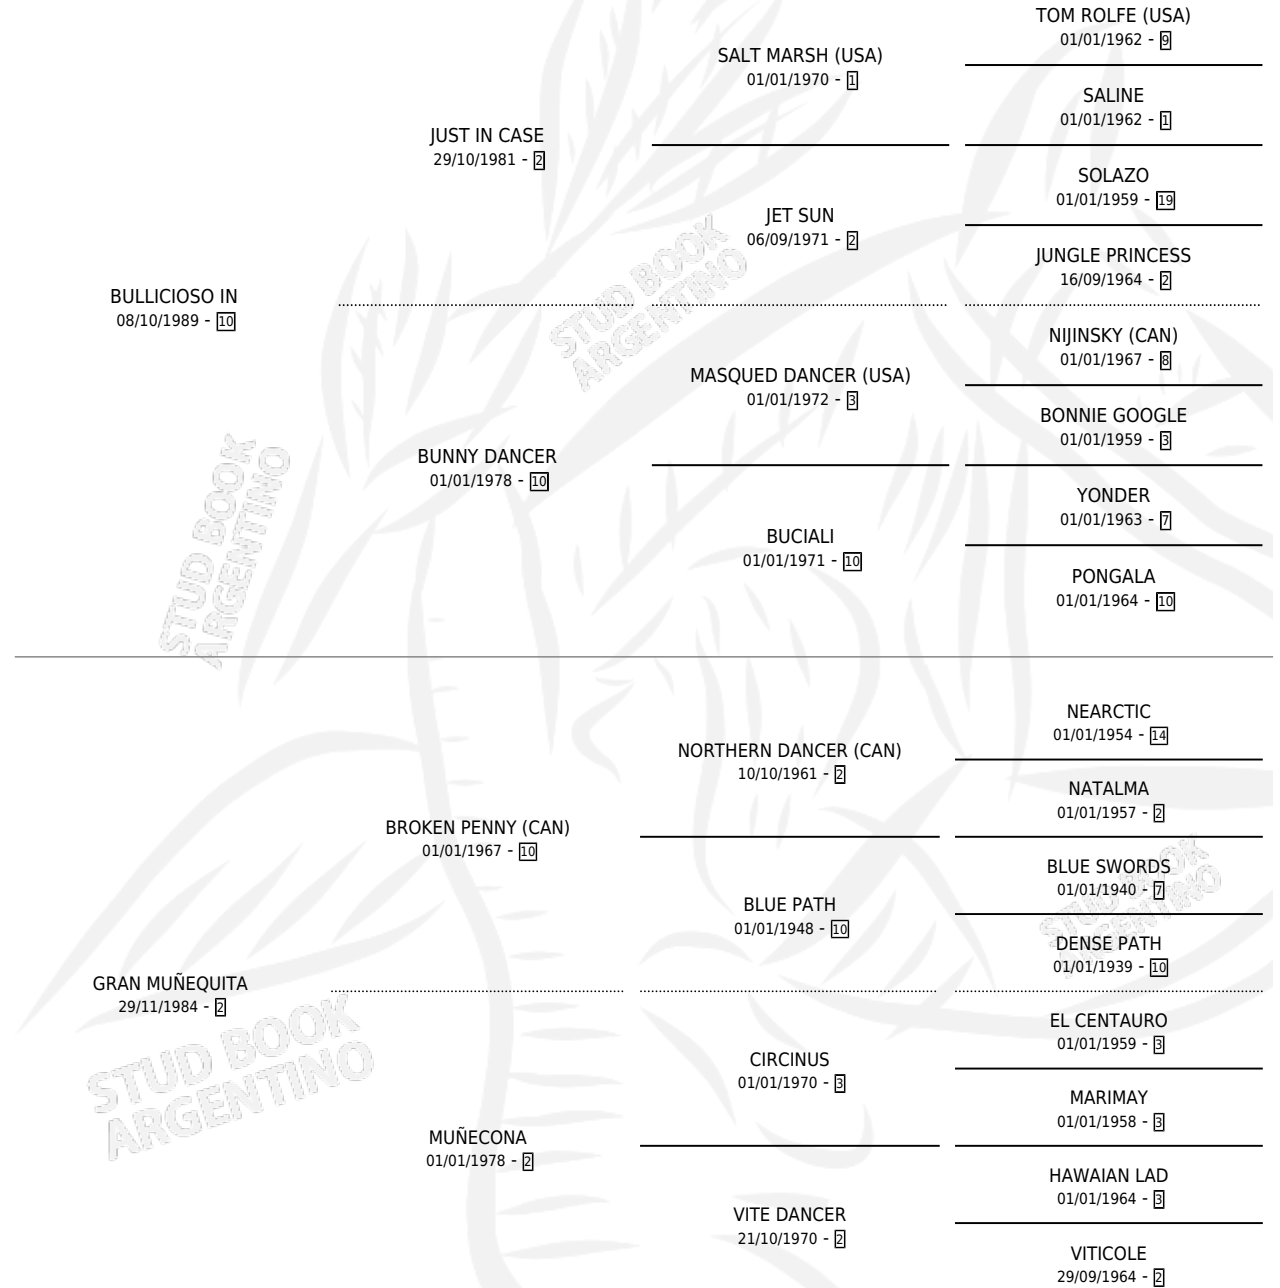 TOM ROLFE (USA)
01/01/1962 - 9
SALT MARSH (USA)
01/01/1970 - 1
SALINE
01/01/1962 - 1
JUST IN CASE
29/10/1981 - 2
SOLAZO
01/01/1959 - 19
JET SUN
06/09/1971 - 2
JUNGLE PRINCESS
16/09/1964 - 2
BULLICIOSO IN
08/10/1989 - 10
NIJINSKY (CAN)
01/01/1967 - 8
MASQUED DANCER (USA)
01/01/1972 - 3
BONNIE GOOGLE
01/01/1959 - 3
BUNNY DANCER
01/01/1978 - 10
YONDER
01/01/1963 - 7
BUCIALI
01/01/1971 - 10
PONGALA
01/01/1964 - 10
STUD BOOK
ARGENTINO
STUD BOOK
ARGENTINO
NEARCTIC
01/01/1954 - 14
NORTHERN DANCER (CAN)
10/10/1961 - 2
NATALMA
01/01/1957 - 2
BROKEN PENNY (CAN)
01/01/1967 - 10
BLUE SWORDS
01/01/1940 - 7
BLUE PATH
01/01/1948 - 10
DENSE PATH
01/01/1939 - 10
GRAN MUÑEQUITA
29/11/1984 - 2
EL CENTAURO
01/01/1959 - 3
CIRCINUS
01/01/1970 - 3
MARIMAY
01/01/1958 - 3
MUÑECONA
01/01/1978 - 2
HAWAIAN LAD
01/01/1964 - 3
VITE DANCER
21/10/1970 - 2
VITICOLE
29/09/1964 - 2
STUD BOOK
ARGENTINO
STUD BOOK
ARGENTINO